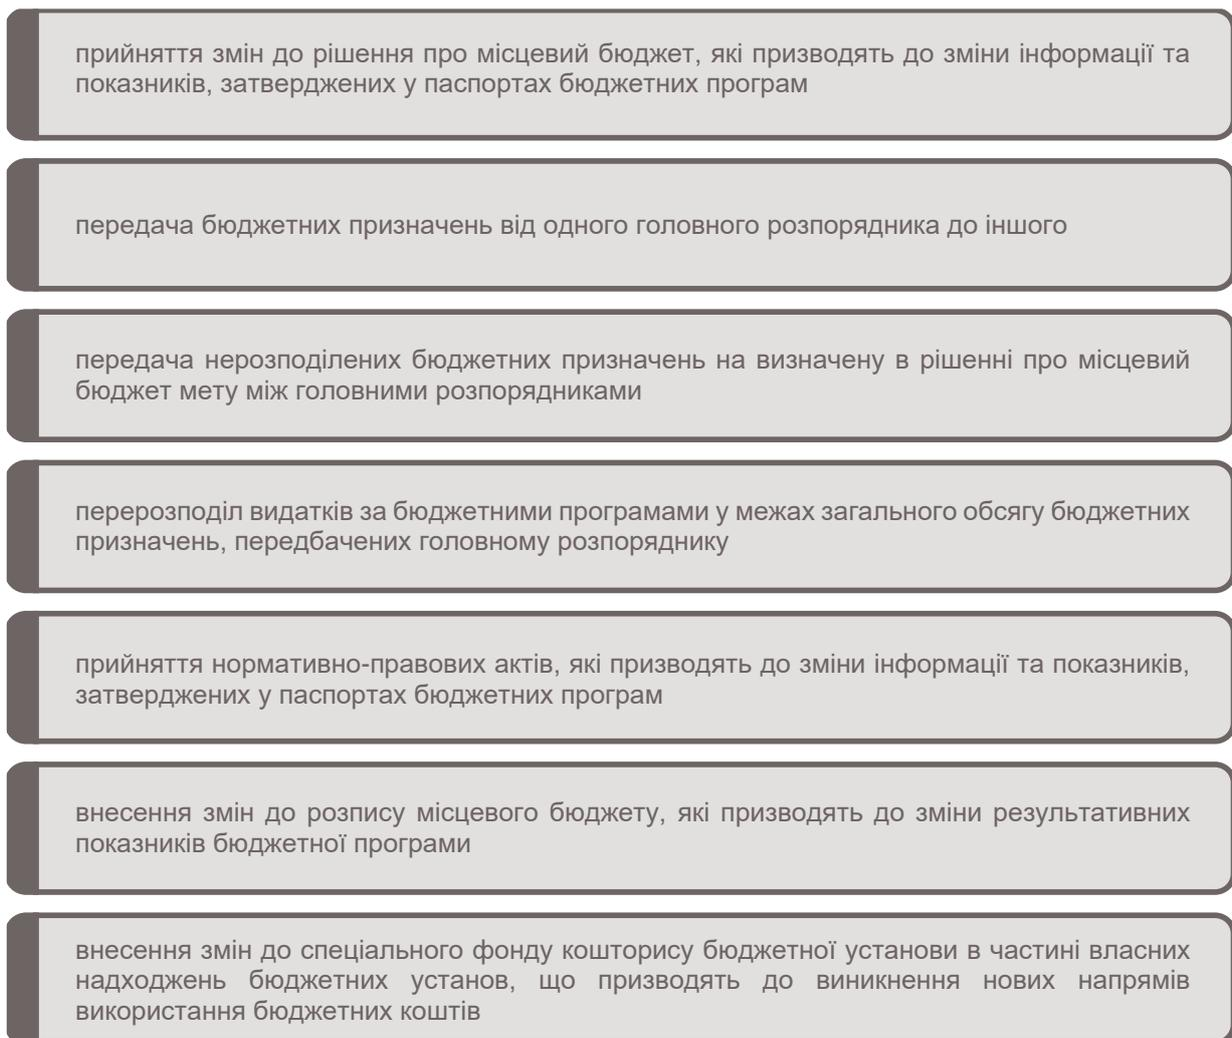 прийняття змін до рішення про місцевий бюджет, які призводять до зміни інформації та
показників, затверджених у паспортах бюджетних програм
передача бюджетних призначень від одного головного розпорядника до іншого
передача нерозподілених бюджетних призначень на визначену в рішенні про місцевий
бюджет мету між головними розпорядниками
перерозподіл видатків за бюджетними програмами у межах загального обсягу бюджетних
призначень, передбачених головному розпоряднику
прийняття нормативно-правових актів, які призводять до зміни інформації та показників,
затверджених у паспортах бюджетних програм
внесення змін до розпису місцевого бюджету, які призводять до зміни результативних
показників бюджетної програми
внесення змін до спеціального фонду кошторису бюджетної установи в частині власних
надходжень бюджетних установ, що призводять до виникнення нових напрямів
використання бюджетних коштів